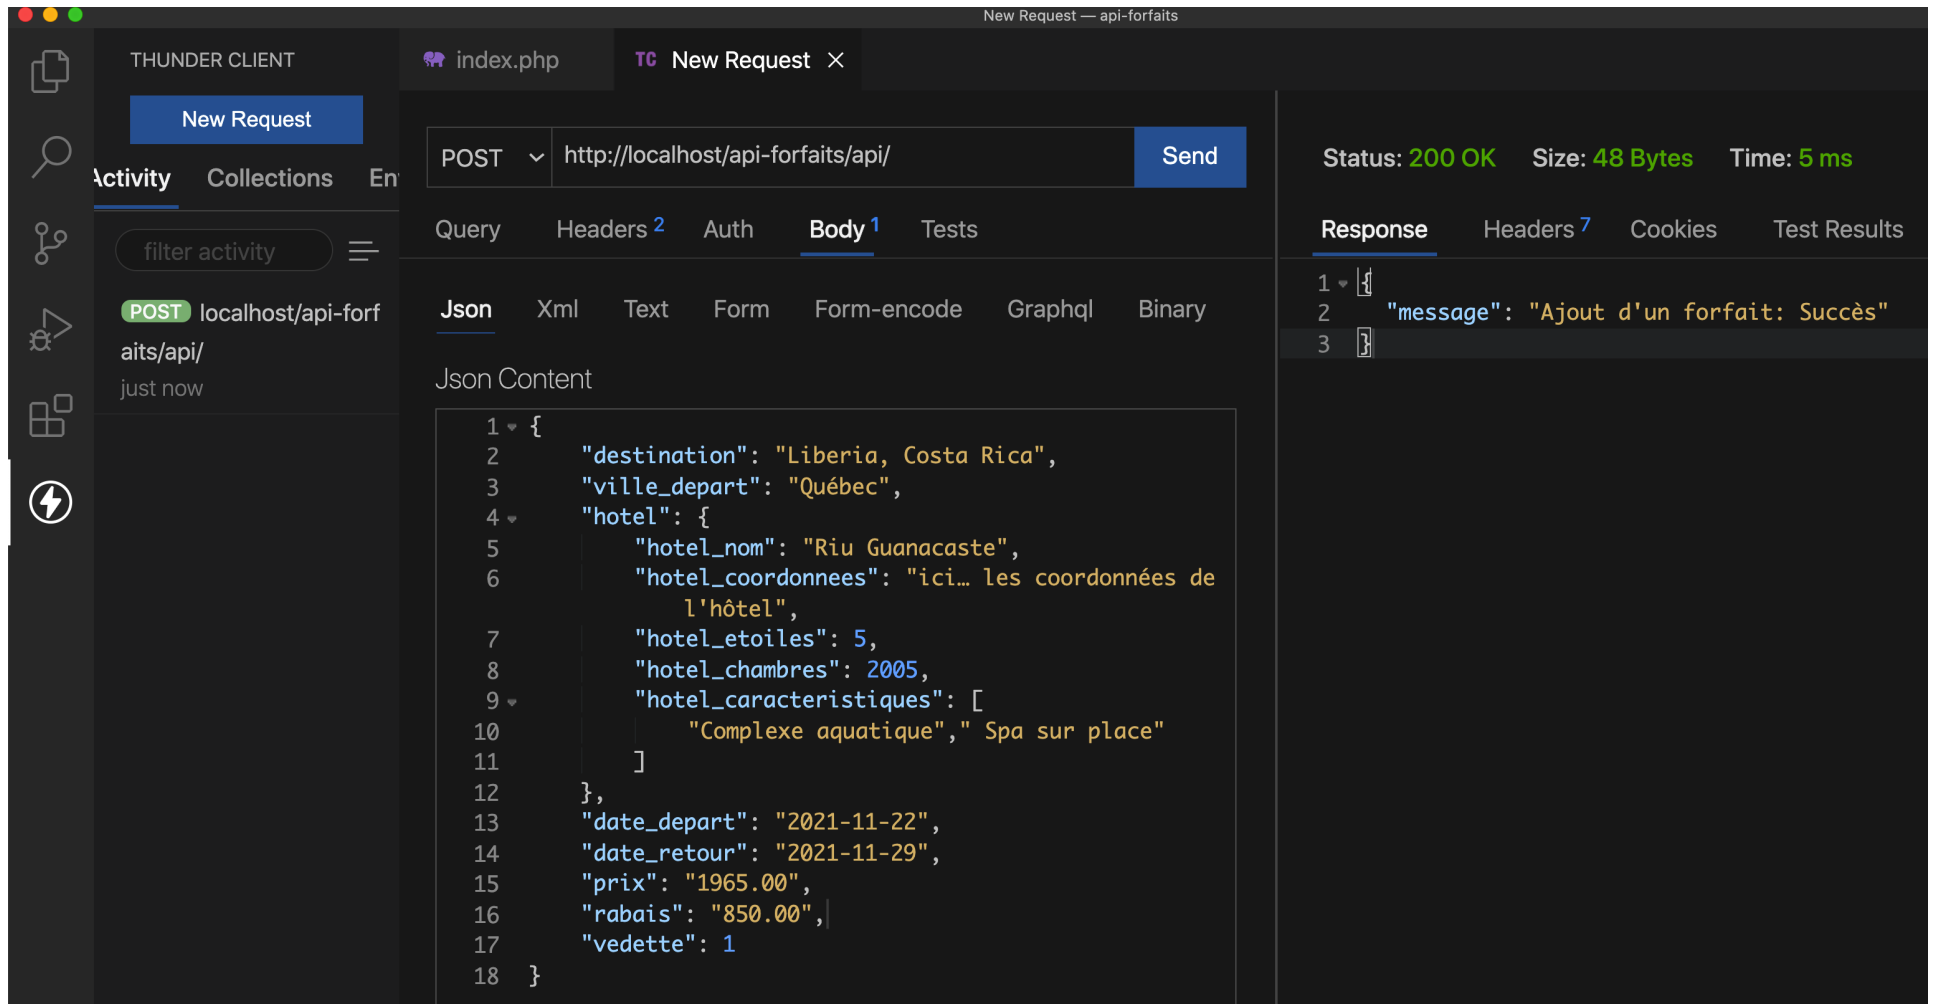 New Request — api-forfaits
THUNDER CLIENT
New Request
Activity Collections En
filter activity
POST localhost/api-forf
aits/api/
just now
index.php
TC New Request
POST http://localhost/api-forfaits/api/ Send
Query Headers 2 Auth Body 1 Tests
Json Xml Text Form Form-encode Graphql Binary
Json Content
1 {
2 "destination": "Liberia, Costa Rica",
3 "ville_depart": "Québec",
4 "hotel": {
5 "hotel_nom": "Riu Guanacaste",
6 "hotel_coordonnees": "ici… les coordonnées de
l'hôtel",
7 "hotel_etoiles": 5,
8 "hotel_chambres": 2005,
9 "hotel_caracteristiques": [
10 "Complexe aquatique"," Spa sur place"
11 ]
12 },
13 "date_depart": "2021-11-22",
14 "date_retour": "2021-11-29",
15 "prix": "1965.00",
16 "rabais": "850.00",
17 "vedette": 1
18 }
Status: 200 OK Size: 48 Bytes Time: 5 ms
Response Headers 7 Cookies Test Results
1 {
2 "message": "Ajout d'un forfait: Succès"
3 }